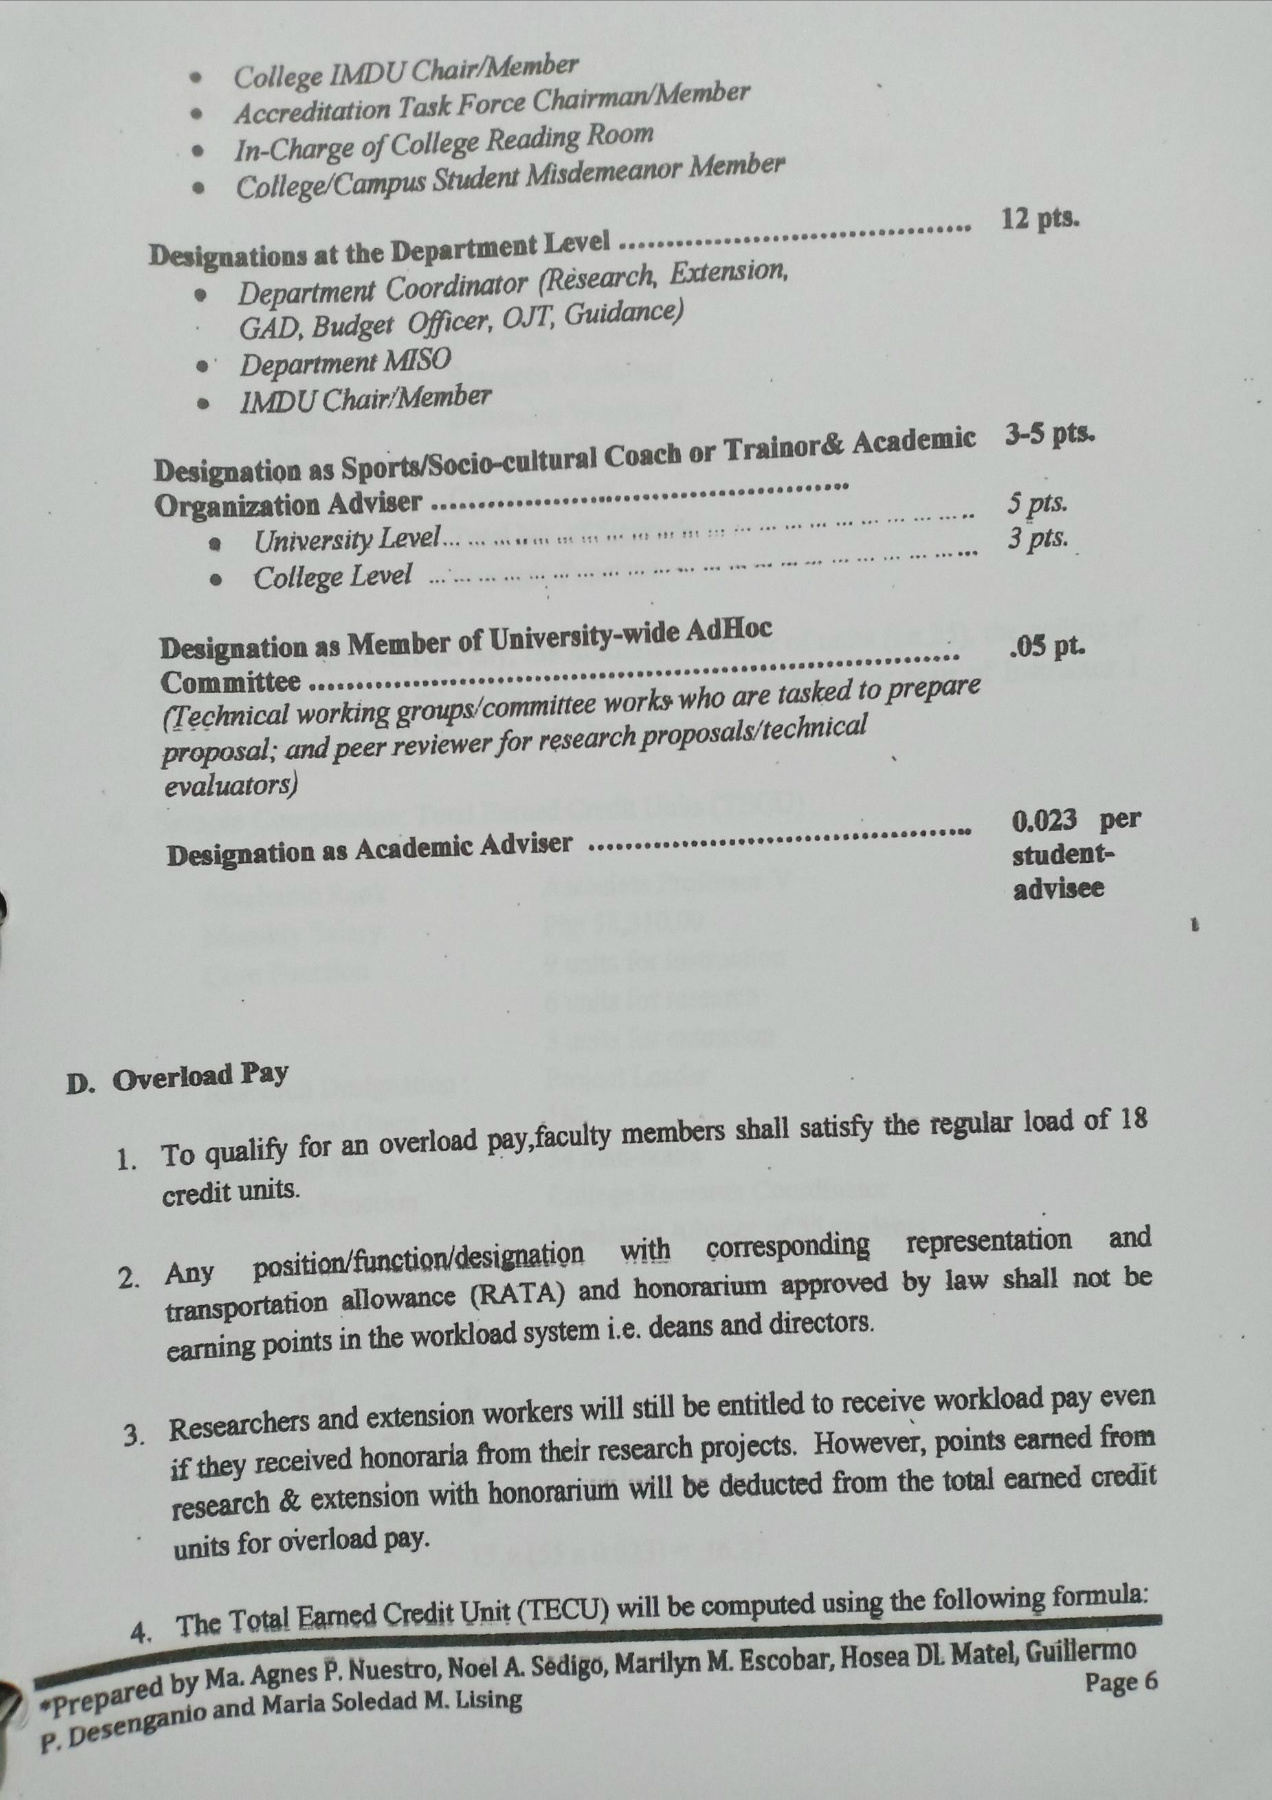 • College IMDU Chair/Member
• Accreditation Task Force Chairman/Member
• In-Charge of College Reading Room
• College/Campus Student Misdemeanor Member
Designations at the Department Level ..................................... 12 pts.
• Department Coordinator (Research, Extension,
GAD, Budget Officer, OJT, Guidance)
• Department MISO
• IMDU Chair/Member
Designation as Sports/Socio-cultural Coach or Trainor& Academic 3-5 pts.
Organization Adviser .............................................
• University Level... ... ... ... ... ... ... ... ... ... ... ... ... ... ... ... ... ... ... ... .. 5 pts.
• College Level ... ... ... ... ... ... ... ... ... ... ... ... ... ... ... ... ... ... ... ... ... 3 pts.
Designation as Member of University-wide AdHoc
Committee ..................................................................... .05 pt.
(Technical working groups/committee works who are tasked to prepare
proposal; and peer reviewer for research proposals/technical
evaluators)
Designation as Academic Adviser ......................................... 0.023 per
student-
advisee
D. Overload Pay
1. To qualify for an overload pay,faculty members shall satisfy the regular load of 18
credit units.
2. Any position/function/designation with corresponding representation and
transportation allowance (RATA) and honorarium approved by law shall not be
earning points in the workload system i.e. deans and directors.
3. Researchers and extension workers will still be entitled to receive workload pay even
if they received honoraria from their research projects. However, points earned from
research & extension with honorarium will be deducted from the total earned credit
units for overload pay.
4. The Total Earned Credit Unit (TECU) will be computed using the following formula:
*Prepared by Ma. Agnes P. Nuestro, Noel A. Sedigo, Marilyn M. Escobar, Hosea DL Matel, Guillermo
P. Desenganio and Maria Soledad M. Lising
Page 6